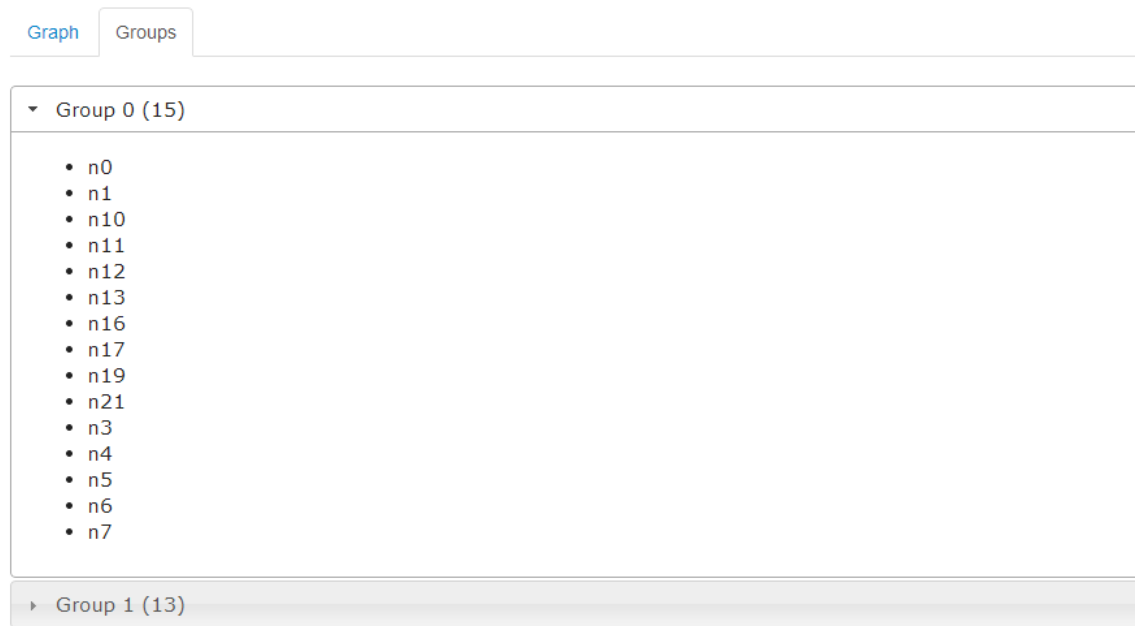 Graph Groups
Group 0 (15)
n0
n1
n10
n11
n12
n13
n16
n17
n19
n21
n3
n4
n5
n6
n7
Group 1 (13)